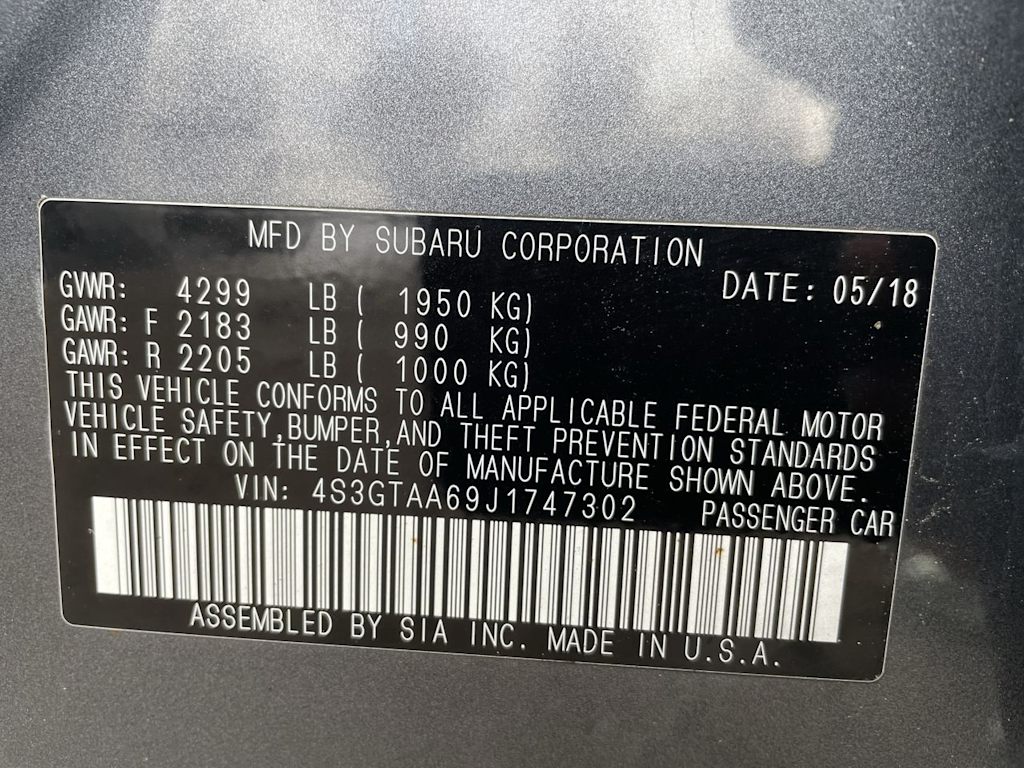 MFD BY SUBARU CORPORATION
DATE: 05/18
GVWR: 4299 LB ( 1950 KG)
GAWR: F 2183 LB ( 990 KG)
GAWR: R 2205 LB ( 1000 KG)
THIS VEHICLE CONFORMS TO ALL APPLICABLE FEDERAL MOTOR
VEHICLE SAFETY,BUMPER,AND THEFT PREVENTION STANDARDS
IN EFFECT ON THE DATE OF MANUFACTURE SHOWN ABOVE.
VIN: 4S3GTAA69J1747302 PASSENGER CAR
ASSEMBLED BY SIA INC. MADE IN U.S.A.